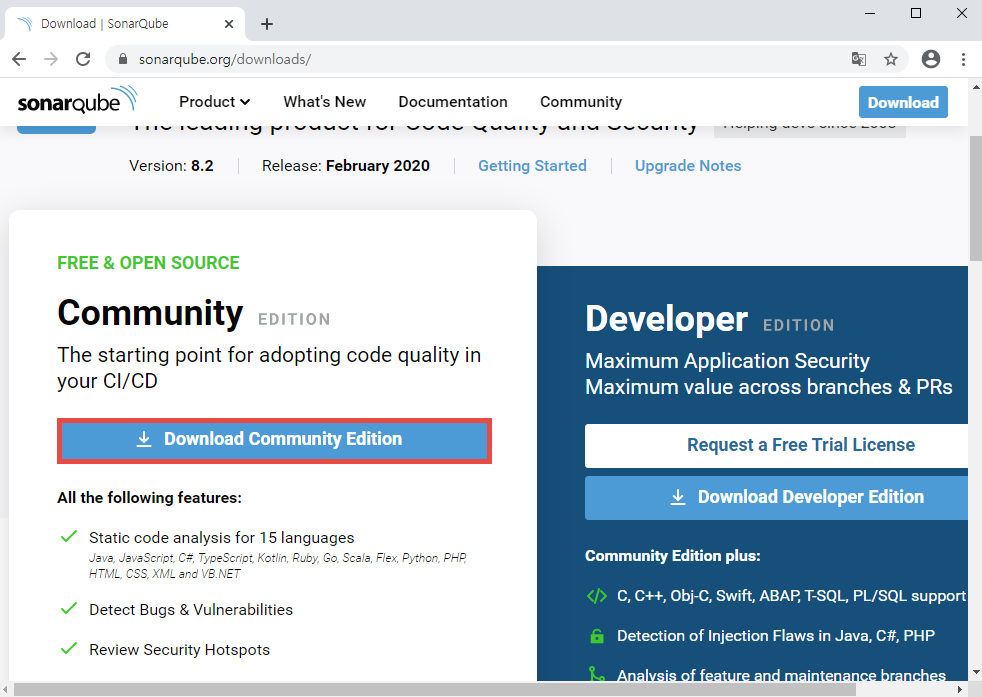 Download | SonarQube
sonarqube.org/downloads/
sonarqube
Product
What's New
Documentation
Community
Download
The leading product for Code Quality and Security
Helping devs since 2008
Version: 8.2
Release: February 2020
Getting Started
Upgrade Notes
FREE & OPEN SOURCE
Community EDITION
The starting point for adopting code quality in
your CI/CD
Download Community Edition
All the following features:
Static code analysis for 15 languages
Java, JavaScript, C#, TypeScript, Kotlin, Ruby, Go, Scala, Flex, Python, PHP,
HTML, CSS, XML and VB.NET
Detect Bugs & Vulnerabilities
Review Security Hotspots
Developer EDITION
Maximum Application Security
Maximum value across branches & PRs
Request a Free Trial License
Download Developer Edition
Community Edition plus:
C, C++, Obj-C, Swift, ABAP, T-SQL, PL/SQL support
Detection of Injection Flaws in Java, C#, PHP
Analysis of feature and maintenance branches